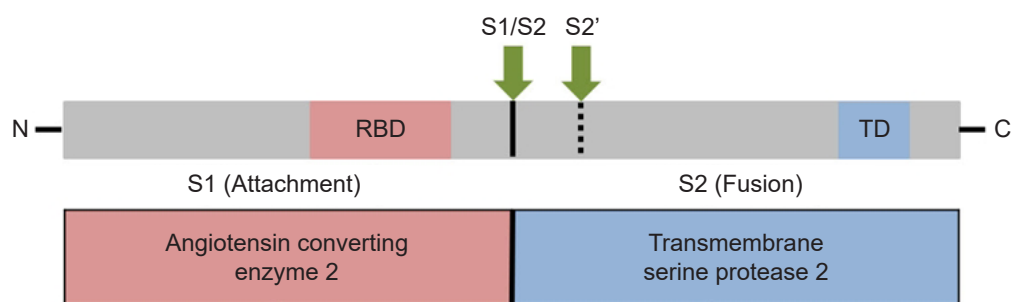 S1/S2 S2’
N RBD TD C
S1 (Attachment) S2 (Fusion)
Angiotensin converting
enzyme 2
Transmembrane
serine protease 2